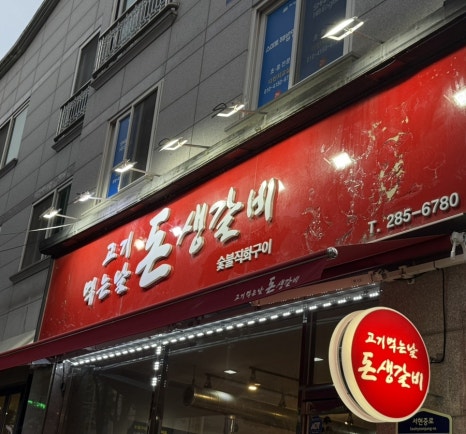 고기
먹는날
돈생갈비
숯불직화구이
T. 285-6780
고기먹는날 돈생갈비
고기먹는날
돈생갈비
서현중로